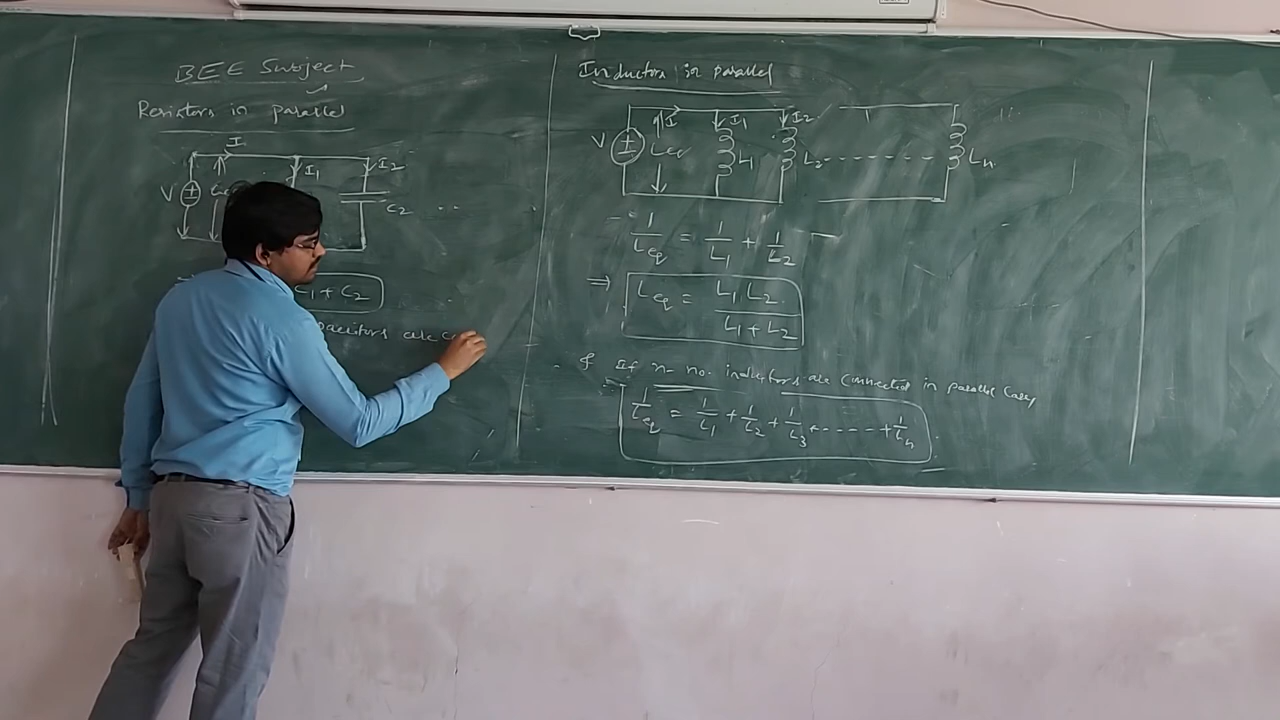 BEE Subject
Resistors in parallel
I
I1
I2
V
C2
C1 + C2
are
Inductors in parallel
I
I1
I2
V
Leq
L1
L2
Ln
1/Leq = 1/L1 + 1/L2
⇒ Leq = L1 L2 / L1 + L2
If n- no. inductors are connected in parallel
1/Leq = 1/L1 + 1/L2 + 1/L3 + ----- + 1/Ln